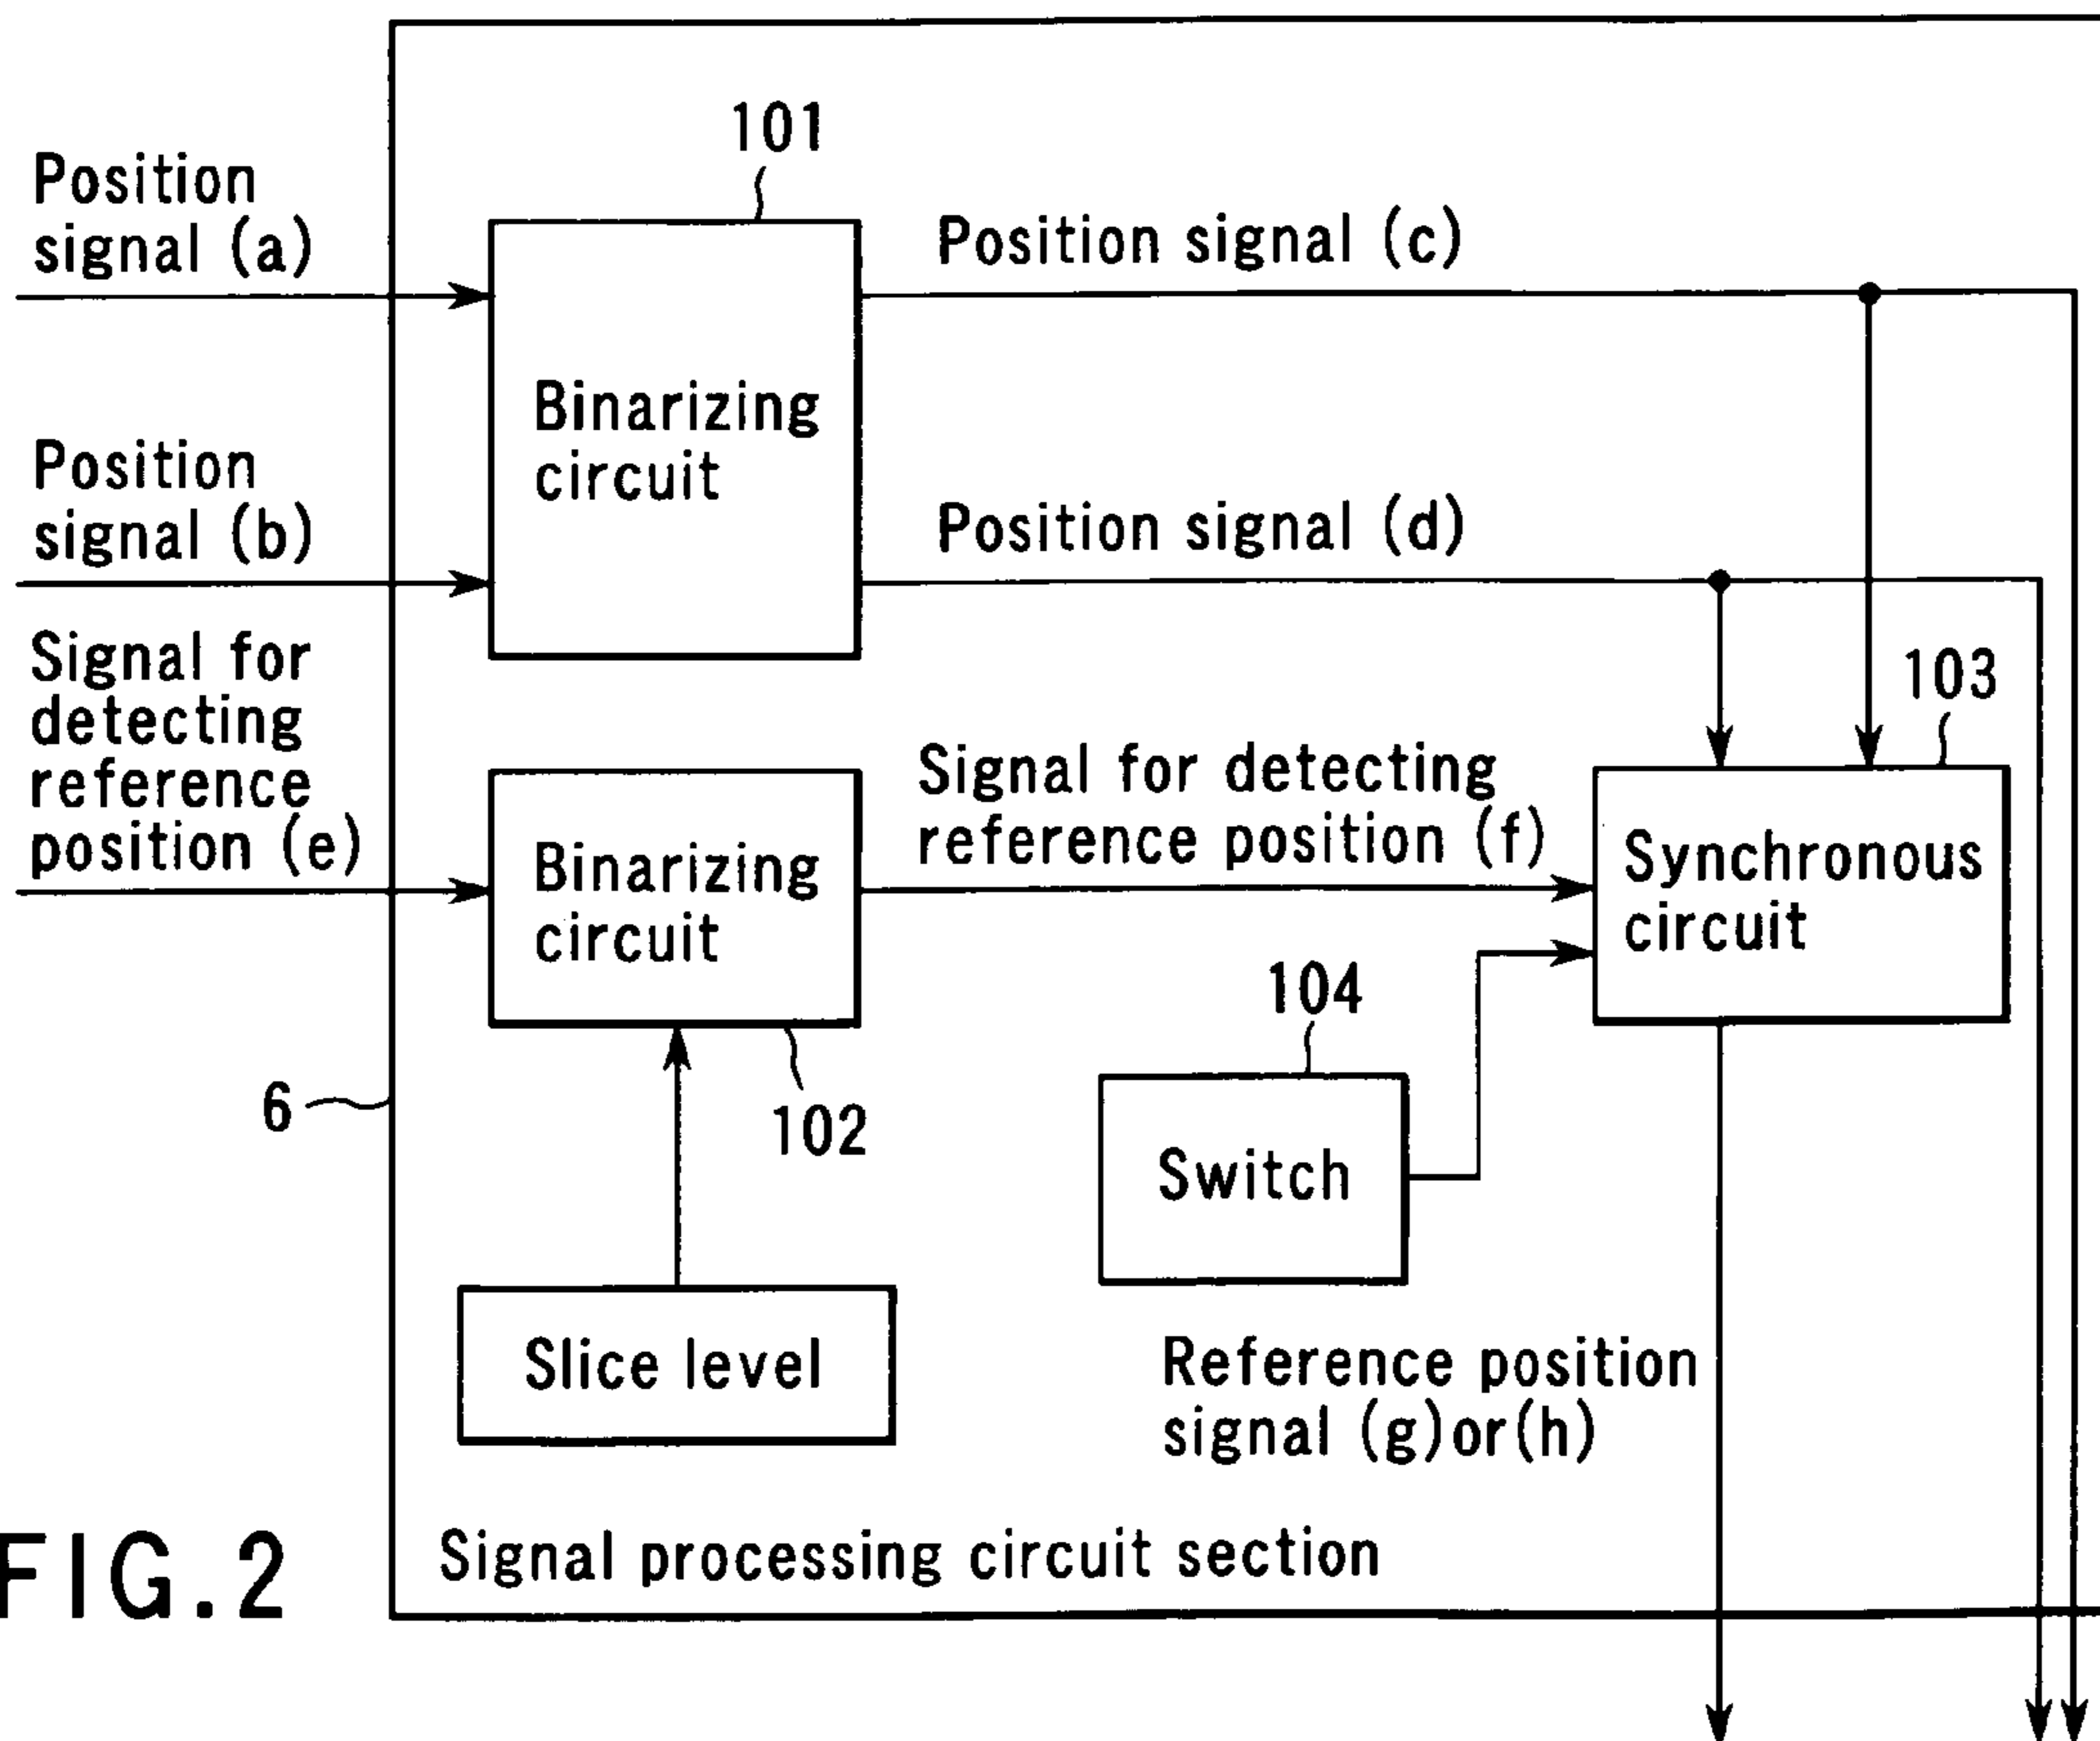 101
Position
signal (a)
Position signal (c)
Binarizing
circuit
Position
signal (b)
Position signal (d)
Signal for
detecting
reference
position (e)
103
Signal for detecting
reference position (f)
Synchronous
circuit
Binarizing
circuit
104
6
102
Switch
Slice level
Reference position
signal (g)or(h)
Signal processing circuit section
FIG.2